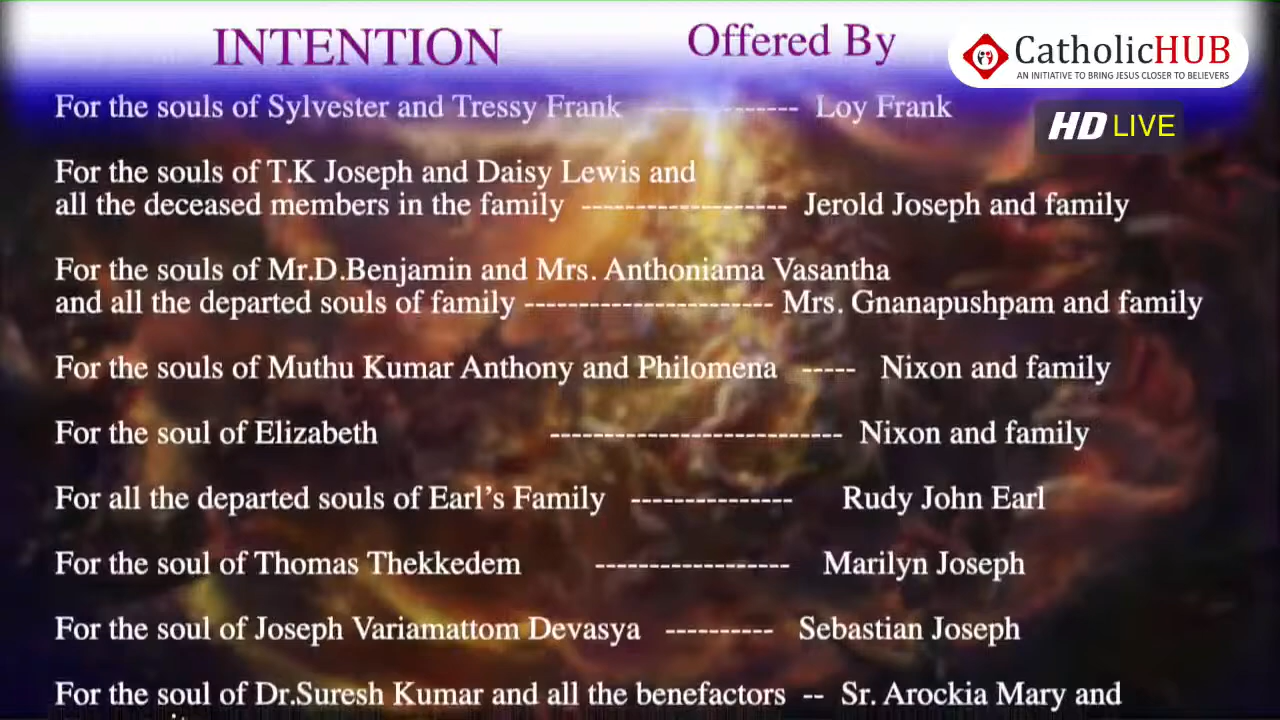 INTENTION Offered By
CatholicHUB
AN INITIATIVE TO BRING JESUS CLOSER TO BELIEVERS
For the souls of Sylvester and Tressy Frank -------------- Loy Frank
HD LIVE
For the souls of T.K Joseph and Daisy Lewis and
all the deceased members in the family ------------------- Jerold Joseph and family
For the souls of Mr.D.Benjamin and Mrs. Anthoniama Vasantha
and all the departed souls of family ----------------------- Mrs. Gnanapushpam and family
For the souls of Muthu Kumar Anthony and Philomena ----- Nixon and family
For the soul of Elizabeth --------------------------- Nixon and family
For all the departed souls of Earl's Family --------------- Rudy John Earl
For the soul of Thomas Thekkedem ------------------ Marilyn Joseph
For the soul of Joseph Variamattom Devasya ---------- Sebastian Joseph
For the soul of Dr.Suresh Kumar and all the benefactors -- Sr. Arockia Mary and